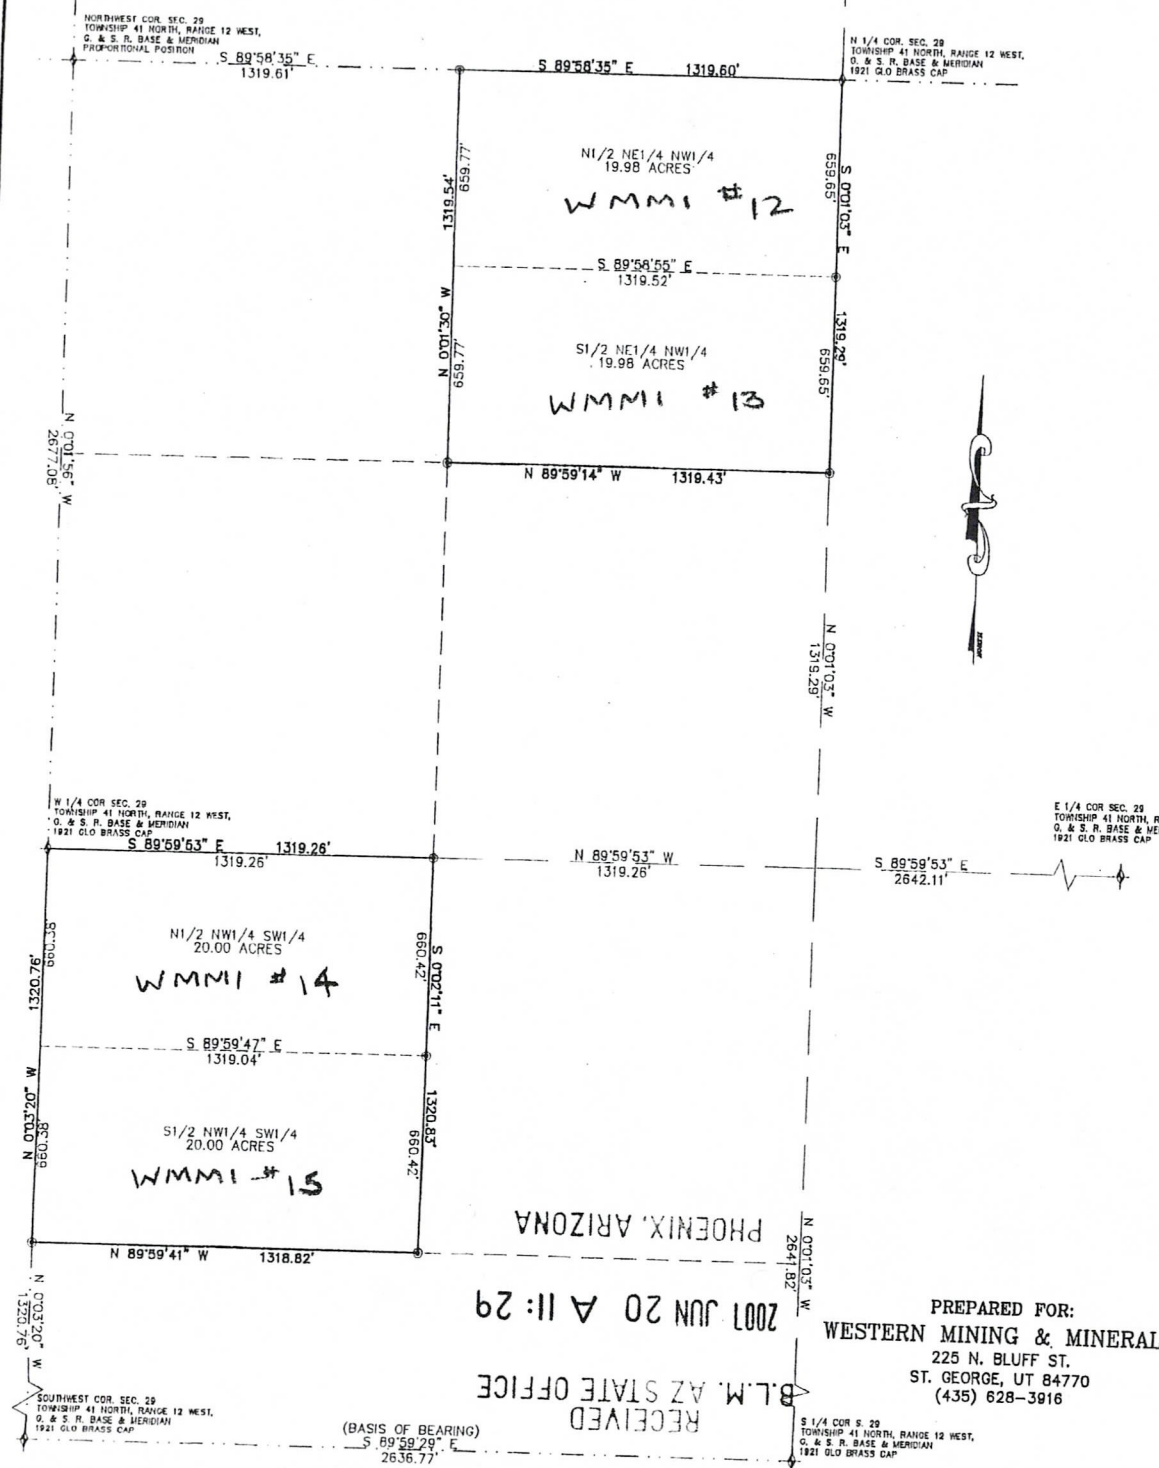 NORTHWEST COR. SEC. 29
TOWNSHIP 41 NORTH, RANGE 12 WEST,
G. & S. R. BASE & MERIDIAN
PROPORTIONAL POSITION
S 89°58'35" E
1319.61'
S 89°58'35" E 1319.60'
N 1/4 COR. SEC. 29
TOWNSHIP 41 NORTH, RANGE 12 WEST,
G. & S. R. BASE & MERIDIAN
1921 GLO BRASS CAP
N1/2 NE1/4 NW1/4
19.98 ACRES
WMMI #12
659.77'
1319.54'
N 0°01'30" W
659.77'
659.65'
S 0°01'03" E
1319.29'
659.65'
S 89°58'55" E
1319.52'
S1/2 NE1/4 NW1/4
19.98 ACRES
WMMI #13
N 0°01'56" W
2677.08'
N 89°59'14" W 1319.43'
N 0°01'03" W
1319.29'
W 1/4 COR SEC. 29
TOWNSHIP 41 NORTH, RANGE 12 WEST,
G. & S. R. BASE & MERIDIAN
1921 GLO BRASS CAP
S 89°59'53" E 1319.26'
1319.26'
N 89°59'53" W
1319.26'
S 89°59'53" E
2642.11'
E 1/4 COR SEC. 29
TOWNSHIP 41 NORTH, R
G. & S. R. BASE & ME
1921 GLO BRASS CAP
N1/2 NW1/4 SW1/4
20.00 ACRES
WMMI #14
660.38'
1320.76'
N 0°03'20" W
660.38'
660.42'
S 0°02'11" E
1320.83'
660.42'
S 89°59'47" E
1319.04'
S1/2 NW1/4 SW1/4
20.00 ACRES
WMMI #15
N 89°59'41" W 1318.82'
N 0°03'20" W
1320.76'
N 0°01'03" W
2641.82'
RECEIVED
B.L.M. AZ STATE OFFICE
2001 JUN 20 A 11:29
PHOENIX, ARIZONA
PREPARED FOR:
WESTERN MINING & MINERAL
225 N. BLUFF ST.
ST. GEORGE, UT 84770
(435) 628-3916
SOUTHWEST COR. SEC. 29
TOWNSHIP 41 NORTH, RANGE 12 WEST,
G. & S. R. BASE & MERIDIAN
1921 GLO BRASS CAP
(BASIS OF BEARING)
S 89°59'29" E
2636.77'
S 1/4 COR S. 29
TOWNSHIP 41 NORTH, RANGE 12 WEST,
G. & S. R. BASE & MERIDIAN
1921 GLO BRASS CAP